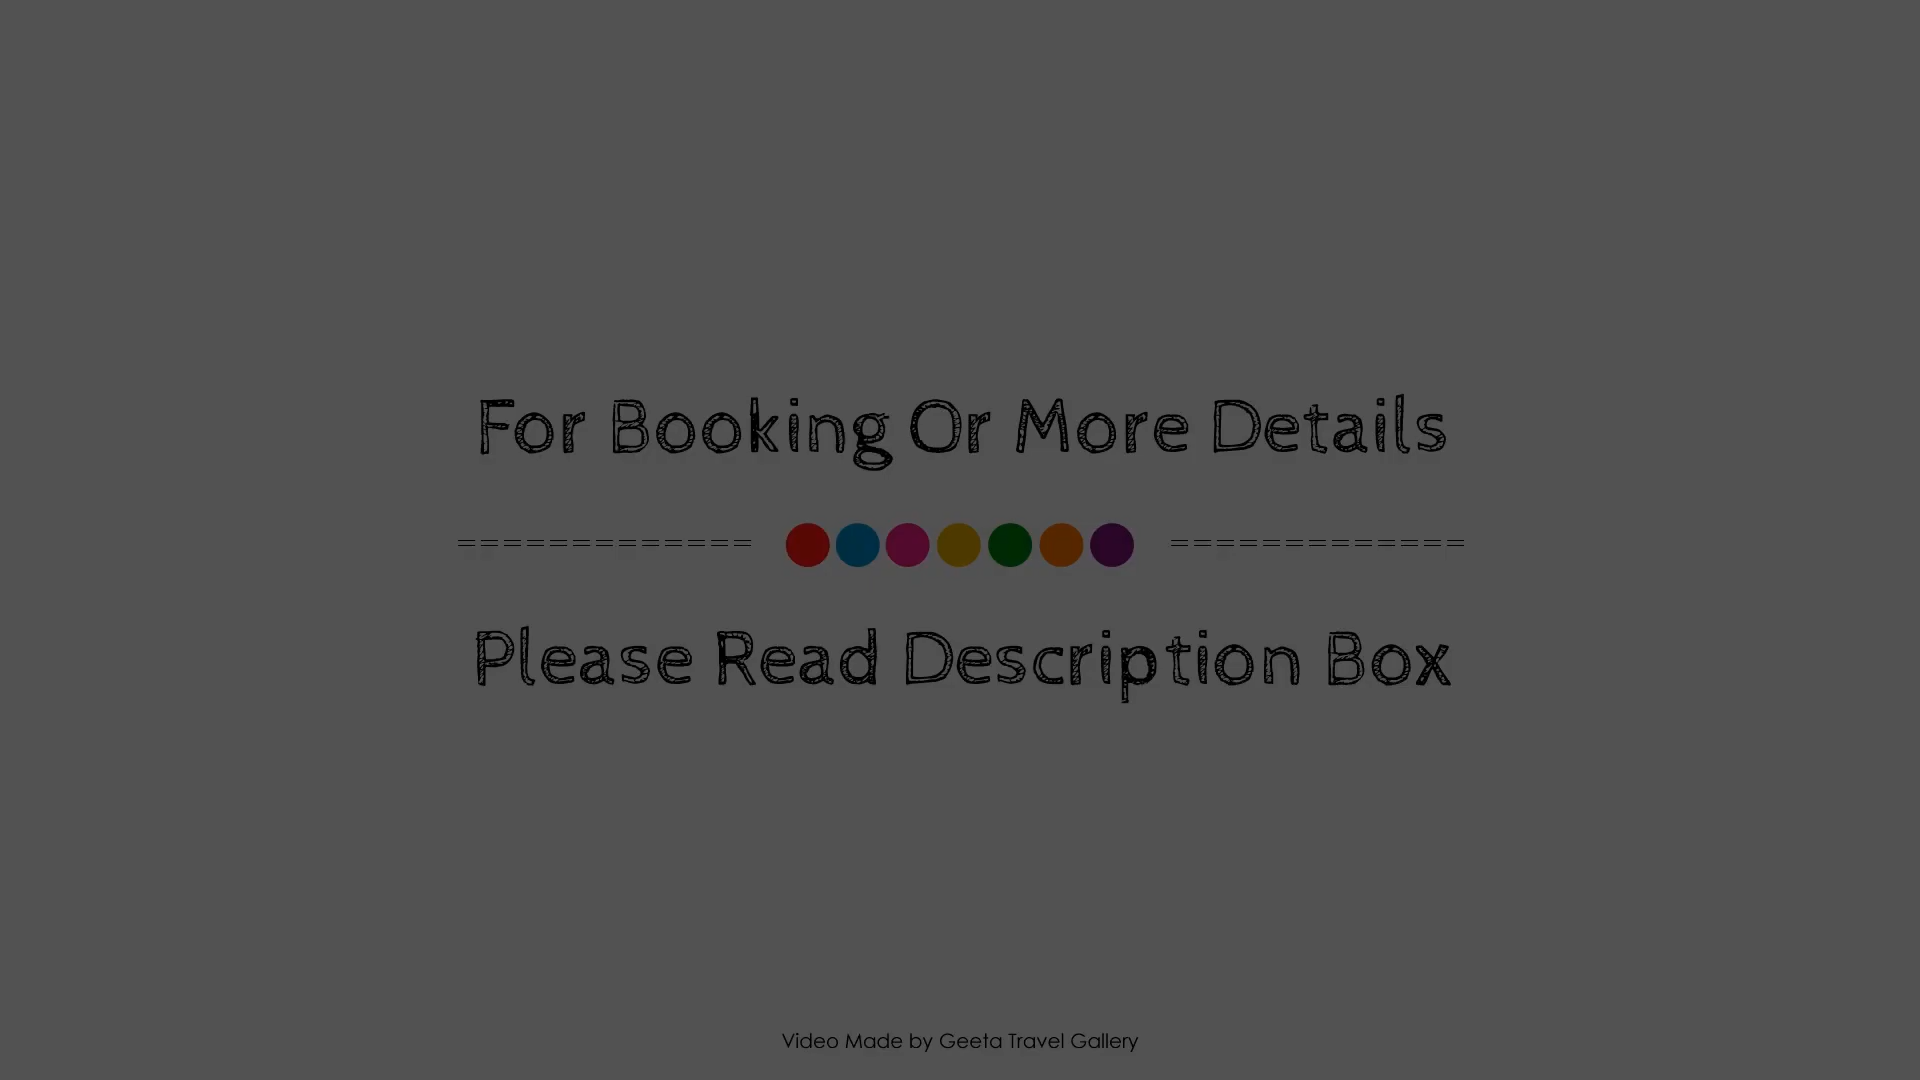 For Booking Or More Details
============= =============
Please Read Description Box
Video Made by Geeta Travel Gallery